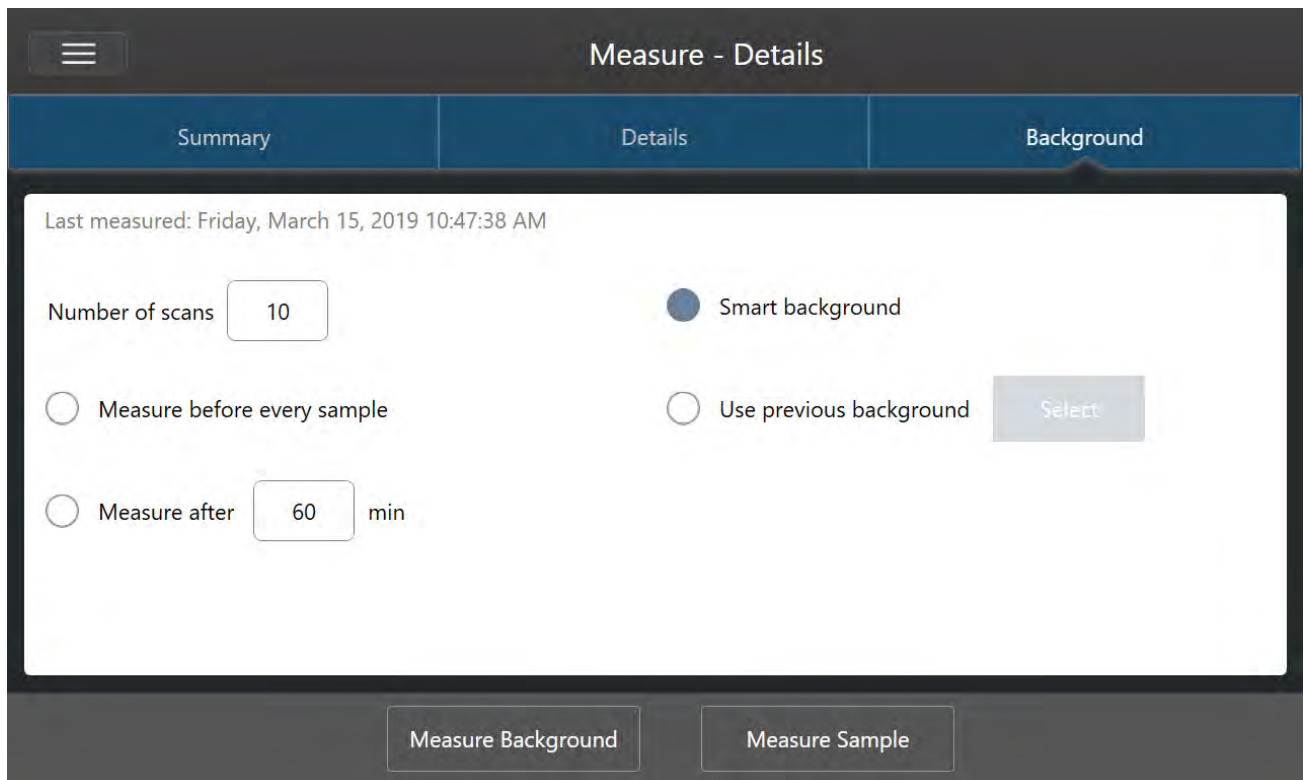 Measure - Details
Summary
Details
Background
Last measured: Friday, March 15, 2019 10:47:38 AM
Number of scans 10
Smart background
Measure before every sample
Use previous background Select
Measure after 60 min
Measure Background
Measure Sample